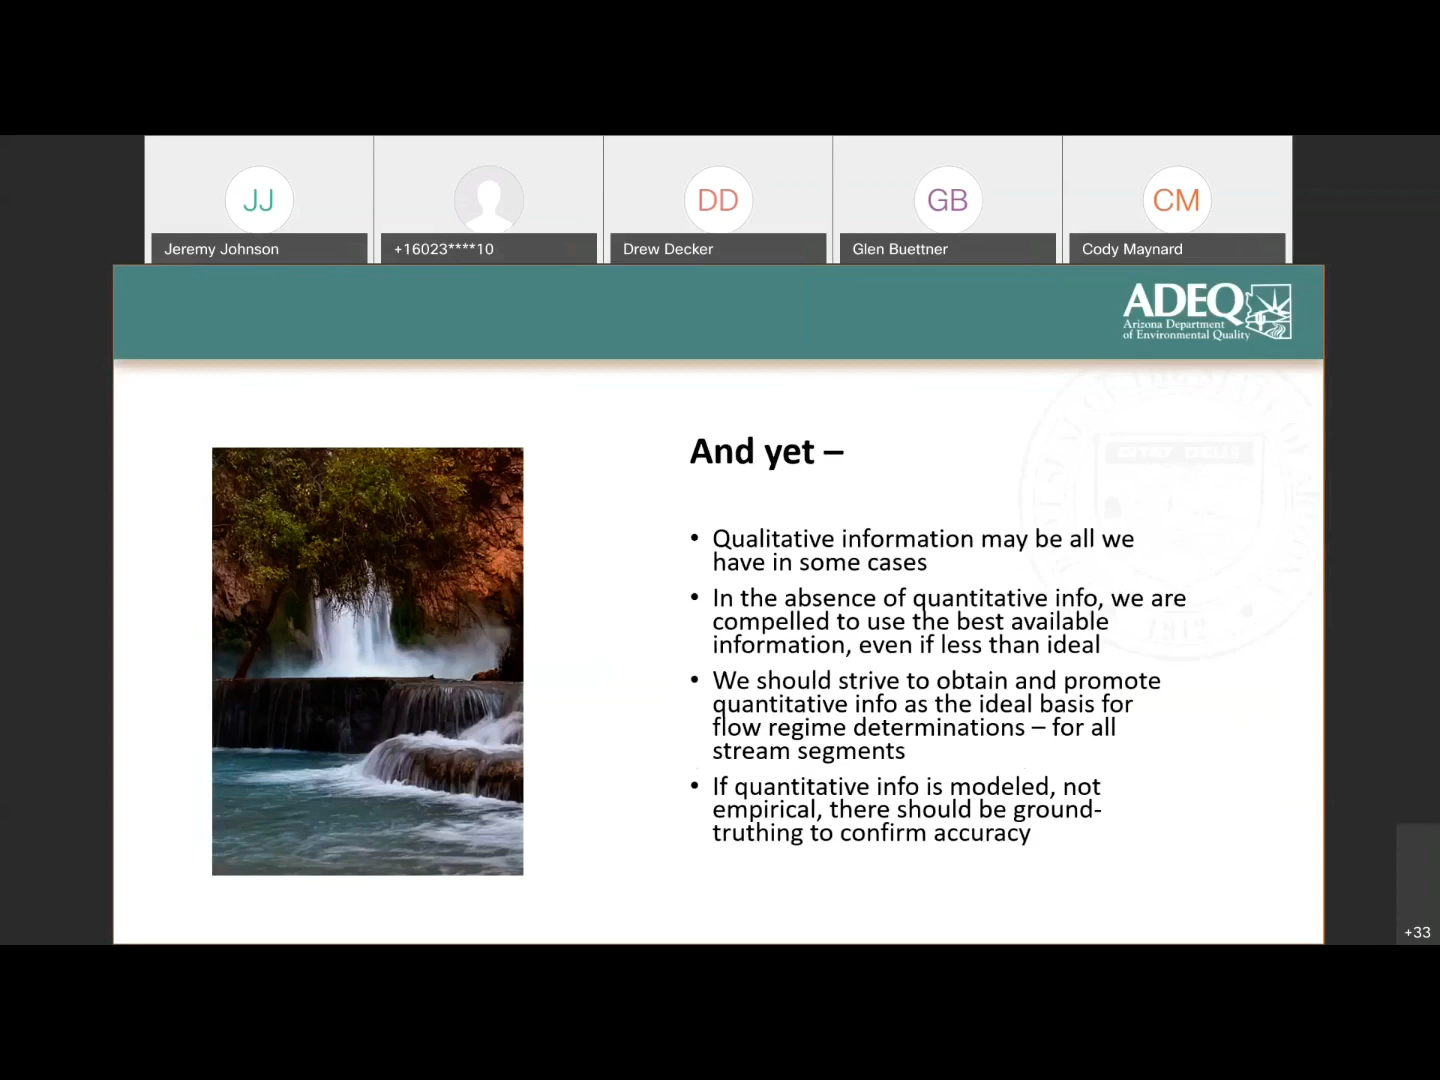 JJ
DD
GB
CM
Jeremy Johnson
+16023****10
Drew Decker
Glen Buettner
Cody Maynard
ADEQ
Arizona Department
of Environmental Quality
And yet –
• Qualitative information may be all we
have in some cases
• In the absence of quantitative info, we are
compelled to use the best available
information, even if less than ideal
• We should strive to obtain and promote
quantitative info as the ideal basis for
flow regime determinations – for all
stream segments
• If quantitative info is modeled, not
empirical, there should be ground-
truthing to confirm accuracy
+33